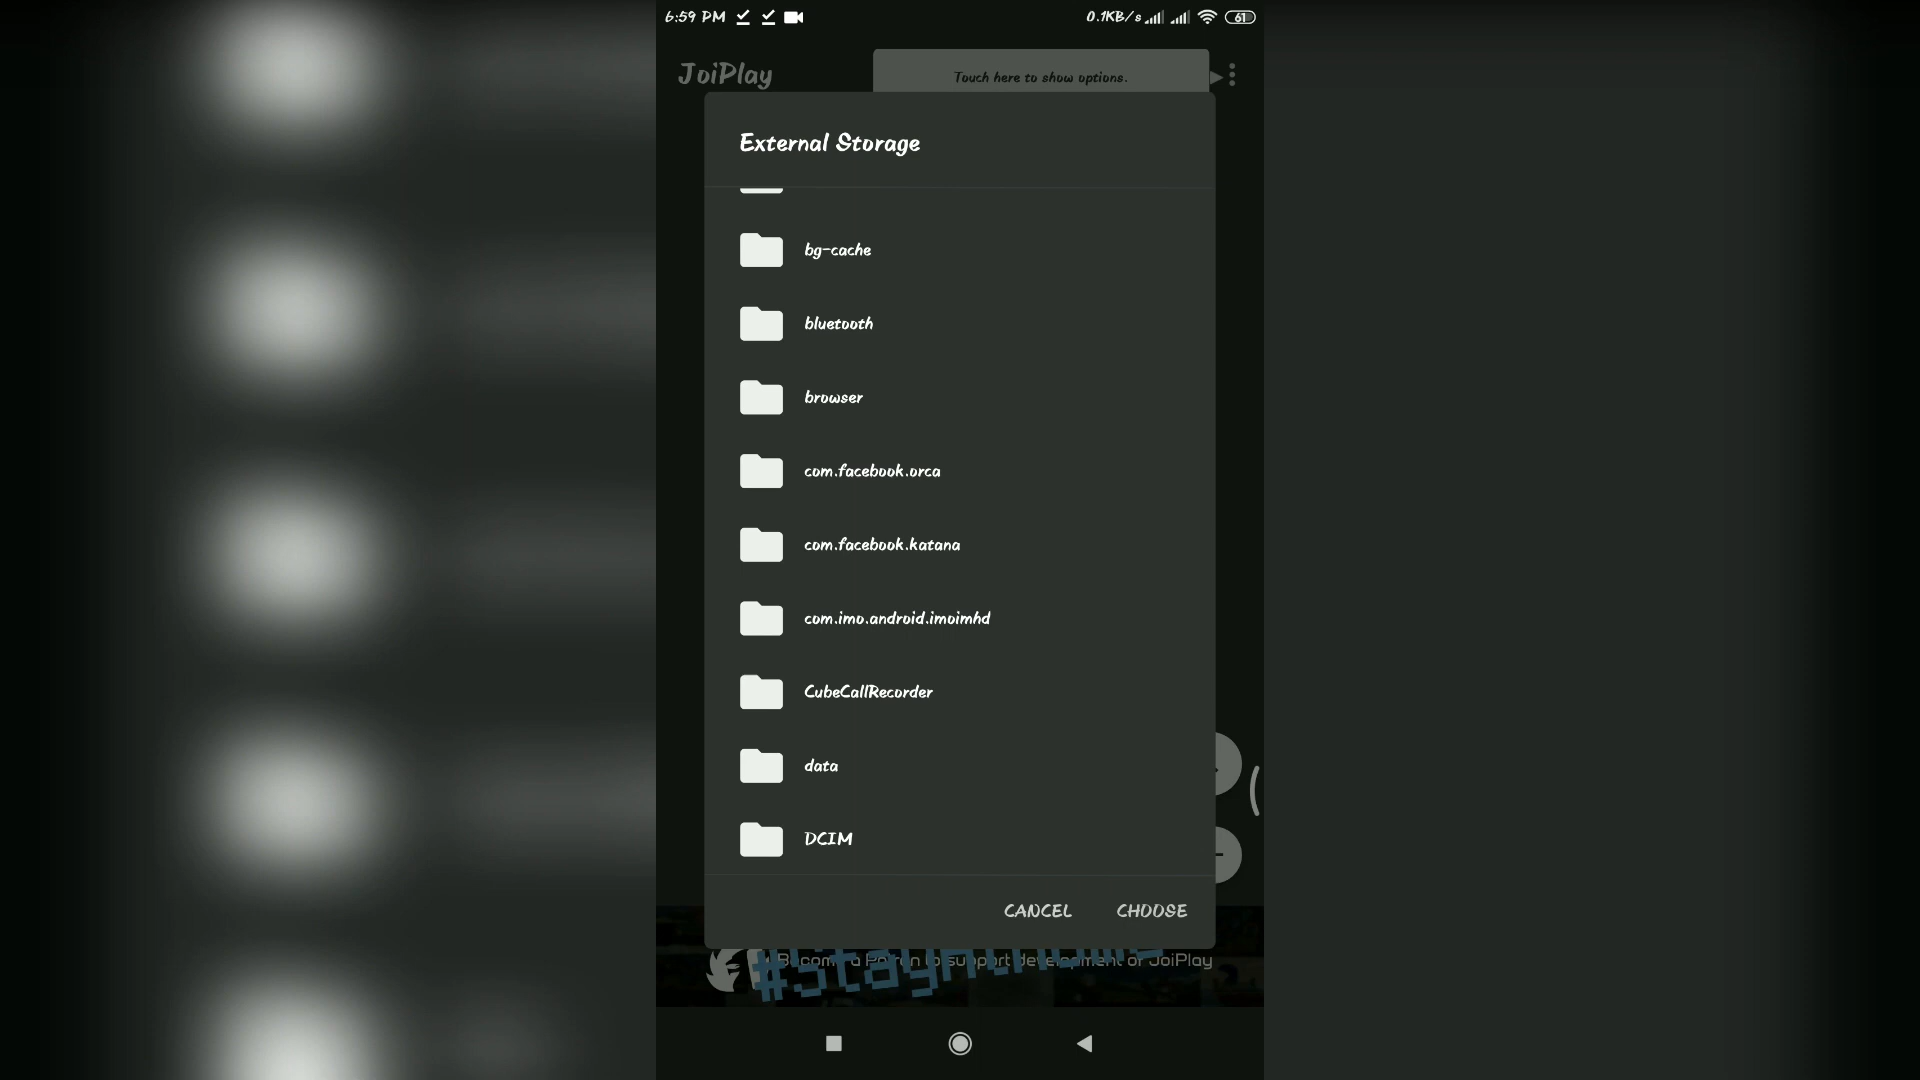 6:59 PM
0.1KB/s
61
JoiPlay
Touch here to show options.
External Storage
bg-cache
bluetooth
browser
com.facebook.orca
com.facebook.katana
com.imo.android.imoimhd
CubeCallRecorder
data
DCIM
CANCEL CHOOSE
Become a Patron to support development of JoiPlay